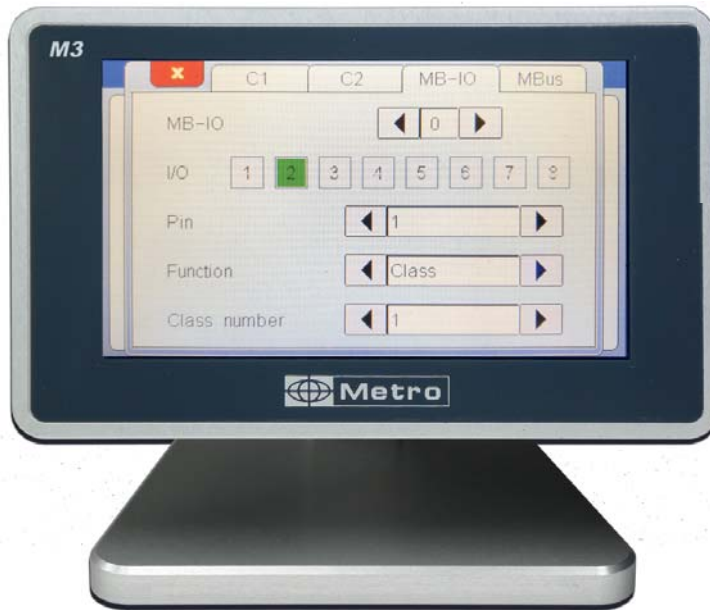 M3
x C1 C2 MB-IO MBus
MB-IO 0
I/O 1 2 3 4 5 6 7 8
Pin 1
Function Class
Class number 1
Metro